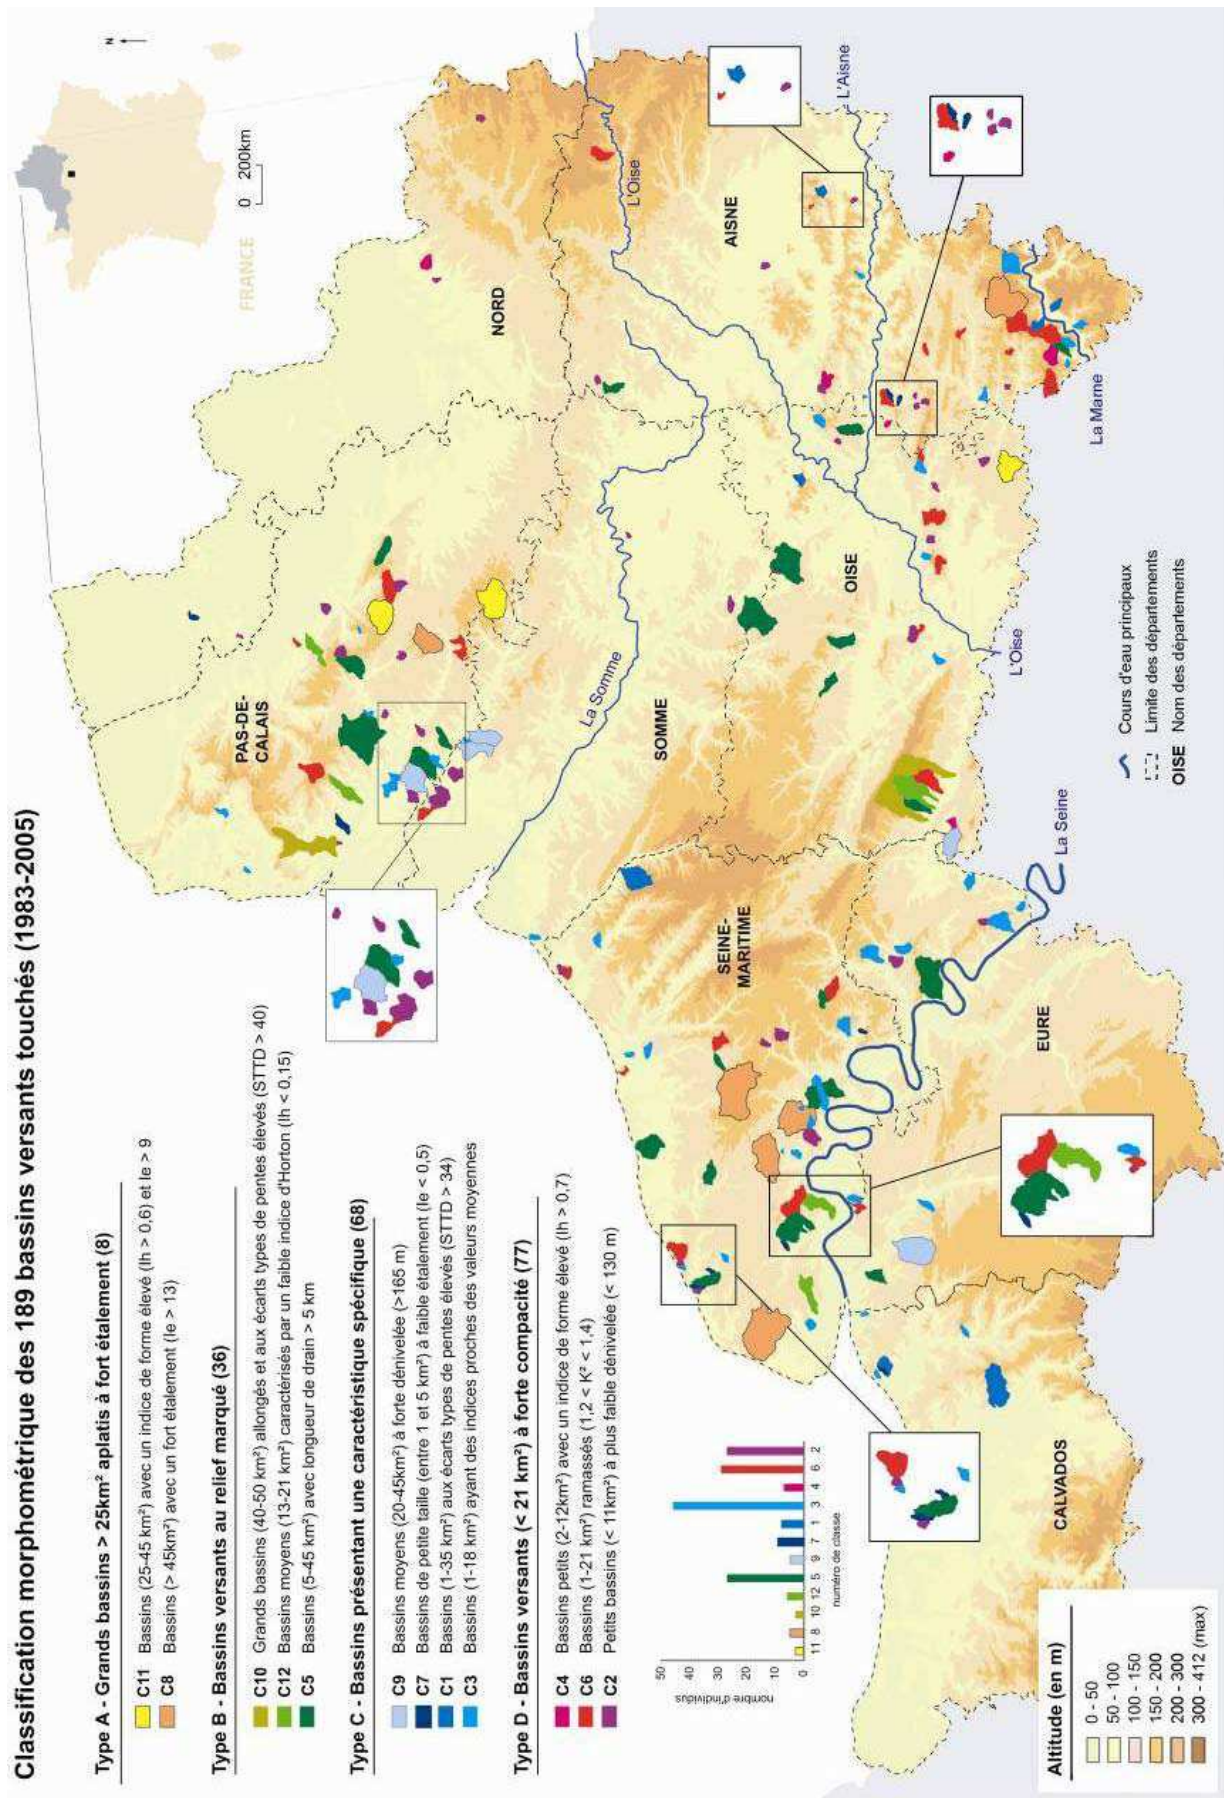 Classification morphométrique des 189 bassins versants touchés (1983-2005)
Type A - Grands bassins > 25km² aplatis à fort étalement (8)
C11 Bassins (25-45 km²) avec un indice de forme élevé (Ih > 0,6) et Ie > 9
C8 Bassins (> 45km²) avec un fort étalement (Ie > 13)
Type B - Bassins versants au relief marqué (36)
C10 Grands bassins (40-50 km²) allongés et aux écarts types de pentes élevés (STTD > 40)
C12 Bassins moyens (13-21 km²) caractérisés par un faible indice d'Horton (Ih < 0,15)
C5 Bassins (5-45 km²) avec longueur de drain > 5 km
Type C - Bassins présentant une caractéristique spécifique (68)
C9 Bassins moyens (20-45km²) à forte dénivelée (>165 m)
C7 Bassins de petite taille (entre 1 et 5 km²) à faible étalement (Ie < 0,5)
C1 Bassins (1-35 km²) aux écarts types de pentes élevés (STTD > 34)
C3 Bassins (1-18 km²) ayant des indices proches des valeurs moyennes
Type D - Bassins versants (< 21 km²) à forte compacité (77)
C4 Bassins petits (2-12km²) avec un indice de forme élevé (Ih > 0,7)
C6 Bassins (1-21 km²) ramassés (1,2 < K² < 1,4)
C2 Petits bassins (< 11km²) à plus faible dénivelée (< 130 m)
nombre d'individus
50
40
30
20
10
0
11 8 10 12 5 9 7 1 3 4 6 2
numéro de classe
Altitude (en m)
0 - 50
50 - 100
100 - 150
150 - 200
200 - 300
300 - 412 (max)
N
FRANCE
0 200km
PAS-DE-
CALAIS
NORD
La Somme
SOMME
L'Oise
AISNE
L'Aisne
SEINE-
MARITIME
OISE
L'Oise
La Marne
EURE
La Seine
CALVADOS
Cours d'eau principaux
Limite des départements
OISE Nom des départements